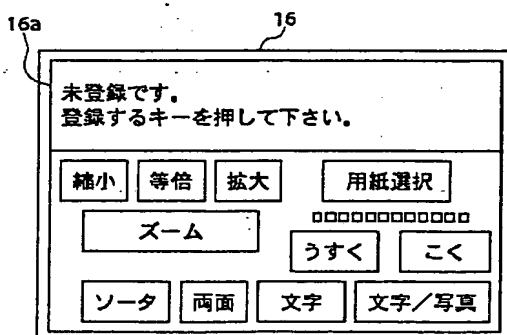 16a
16
未登録です。
登録するキーを押して下さい。
縮小 等倍 拡大 用紙選択
ズーム
うすく こく
ソータ 両面 文字 文字/写真